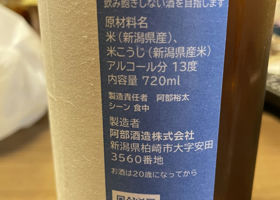 飲み飽きしない酒を目指します
原材料名
米（新潟県産）、
米こうじ（新潟県産米）
アルコール分 13度
内容量 720ml
製造責任者 阿部裕太
シーン 食中
製造者
阿部酒造株式会社
新潟県柏崎市大字安田
3560番地
お酒は20歳になってから